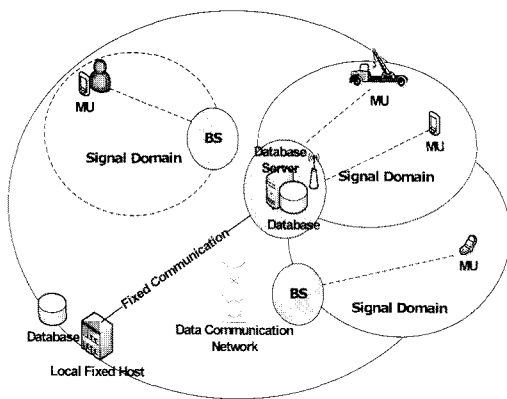 MU
BS
Signal Domain
MU
MU
Database
Server
Signal Domain
Database
Fixed Communication
MU
BS
Signal Domain
Data Communication
Network
Database
Local Fixed Host